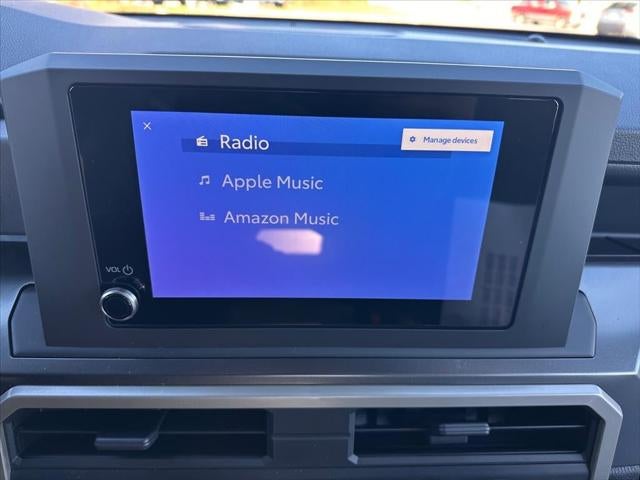 Radio
Manage devices
Apple Music
Amazon Music
VOL